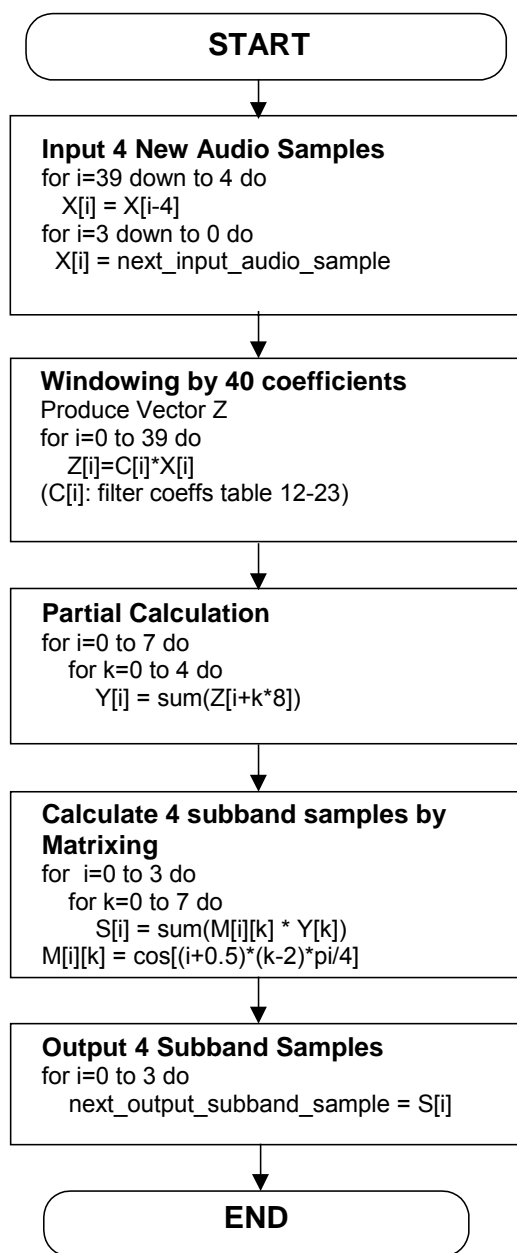 START
Input 4 New Audio Samples
for i=39 down to 4 do
X[i] = X[i-4]
for i=3 down to 0 do
X[i] = next_input_audio_sample
Windowing by 40 coefficients
Produce Vector Z
for i=0 to 39 do
Z[i]=C[i]*X[i]
(C[i]: filter coeffs table 12-23)
Partial Calculation
for i=0 to 7 do
for k=0 to 4 do
Y[i] = sum(Z[i+k*8])
Calculate 4 subband samples by
Matrixing
for  i=0 to 3 do
for k=0 to 7 do
S[i] = sum(M[i][k] * Y[k])
M[i][k] = cos[(i+0.5)*(k-2)*pi/4]
Output 4 Subband Samples
for i=0 to 3 do
next_output_subband_sample = S[i]
END